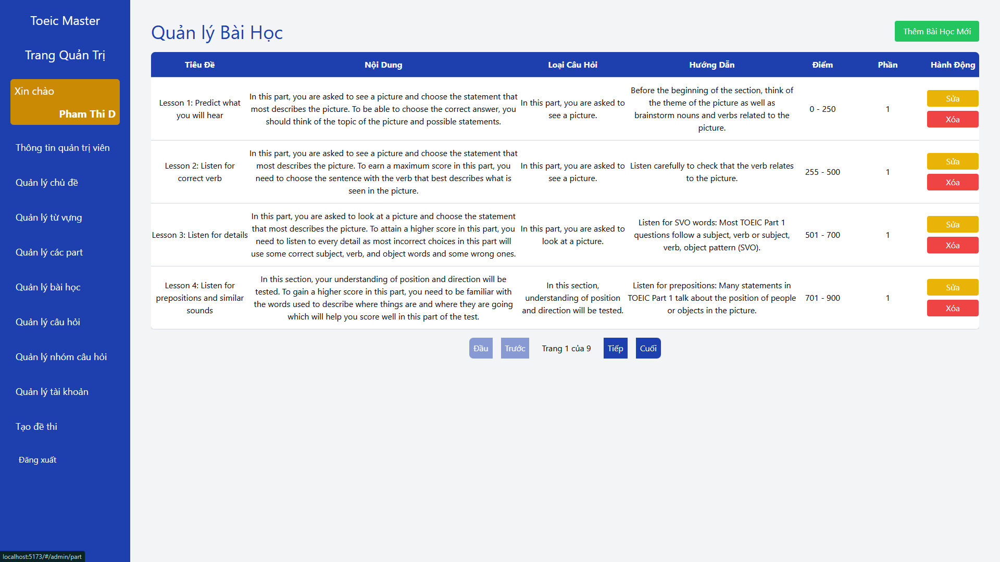 Toeic Master
Trang Quản Trị
Xin chào
Pham Thi D
Thông tin quản trị viên
Quản lý chủ đề
Quản lý từ vựng
Quản lý các part
Quản lý bài học
Quản lý câu hỏi
Quản lý nhóm câu hỏi
Quản lý tài khoản
Tạo đề thi
Đăng xuất
Quản lý Bài Học
Thêm Bài Học Mới
Tiêu Đề Nội Dung Loại Câu Hỏi Hướng Dẫn Điểm Phần Hành Động
Lesson 1: Predict what
you will hear
In this part, you are asked to see a picture and choose the statement that
most describes the picture. To be able to choose the correct answer, you
should think of the topic of the picture and possible statements.
In this part, you are asked to
see a picture.
Before the beginning of the section, think of
the theme of the picture as well as
brainstorm nouns and verbs related to the
picture.
0 - 250
1
Sửa
Xóa
Lesson 2: Listen for
correct verb
In this part, you are asked to see a picture and choose the statement that
most describes the picture. To earn a maximum score in this part, you
need to choose the sentence with the verb that best describes what is
seen in the picture.
In this part, you are asked to
see a picture.
Listen carefully to check that the verb relates
to the picture.
255 - 500
1
Sửa
Xóa
Lesson 3: Listen for details
In this part, you are asked to look at a picture and choose the statement
that most describes the picture. To attain a higher score in this part, you
need to listen to every detail as most incorrect choices in this part will
use some correct subject, verb, and object words and some wrong ones.
In this part, you are asked to
look at a picture.
Listen for SVO words: Most TOEIC Part 1
questions follow a subject, verb or subject,
verb, object pattern (SVO).
501 - 700
1
Sửa
Xóa
Lesson 4: Listen for
prepositions and similar
sounds
In this section, your understanding of position and direction will be
tested. To gain a higher score in this part, you need to be familiar with
the words used to describe where things are and where they are going
which will help you score well in this part of the test.
In this section,
understanding of position
and direction will be tested.
Listen for prepositions: Many statements in
TOEIC Part 1 talk about the position of people
or objects in the picture.
701 - 900
1
Sửa
Xóa
Đầu Trước Trang 1 của 9 Tiếp Cuối
localhost:5173/#/admin/part